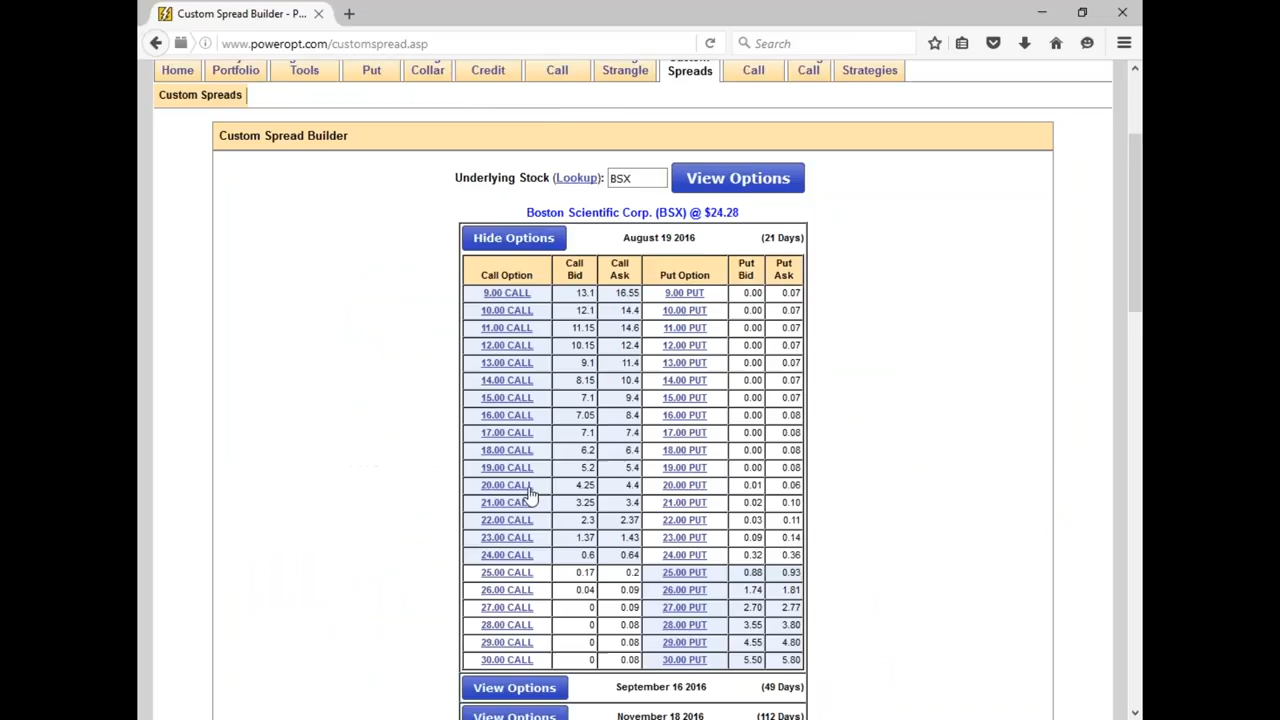 Custom Spread Builder - P...
www.poweropt.com/customspread.asp
Search
Home Portfolio Tools Put Collar Credit Call Strangle Spreads Call Call Strategies
Custom Spreads
Custom Spread Builder
Underlying Stock (Lookup): BSX View Options
Boston Scientific Corp. (BSX) @ $24.28
Hide Options August 19 2016 (21 Days)
Call Option Call Bid Call Ask Put Option Put Bid Put Ask
9.00 CALL 13.1 16.55 9.00 PUT 0.00 0.07
10.00 CALL 12.1 14.4 10.00 PUT 0.00 0.07
11.00 CALL 11.15 14.6 11.00 PUT 0.00 0.07
12.00 CALL 10.15 12.4 12.00 PUT 0.00 0.07
13.00 CALL 9.1 11.4 13.00 PUT 0.00 0.07
14.00 CALL 8.15 10.4 14.00 PUT 0.00 0.07
15.00 CALL 7.1 9.4 15.00 PUT 0.00 0.07
16.00 CALL 7.05 8.4 16.00 PUT 0.00 0.08
17.00 CALL 7.1 7.4 17.00 PUT 0.00 0.08
18.00 CALL 6.2 6.4 18.00 PUT 0.00 0.08
19.00 CALL 5.2 5.4 19.00 PUT 0.00 0.08
20.00 CALL 4.25 4.4 20.00 PUT 0.01 0.06
21.00 CALL 3.25 3.4 21.00 PUT 0.02 0.10
22.00 CALL 2.3 2.37 22.00 PUT 0.03 0.11
23.00 CALL 1.37 1.43 23.00 PUT 0.09 0.14
24.00 CALL 0.6 0.64 24.00 PUT 0.32 0.36
25.00 CALL 0.17 0.2 25.00 PUT 0.88 0.93
26.00 CALL 0.04 0.09 26.00 PUT 1.74 1.81
27.00 CALL 0 0.09 27.00 PUT 2.70 2.77
28.00 CALL 0 0.08 28.00 PUT 3.55 3.80
29.00 CALL 0 0.08 29.00 PUT 4.55 4.80
30.00 CALL 0 0.08 30.00 PUT 5.50 5.80
View Options September 16 2016 (49 Days)
View Options November 18 2016 (112 Days)